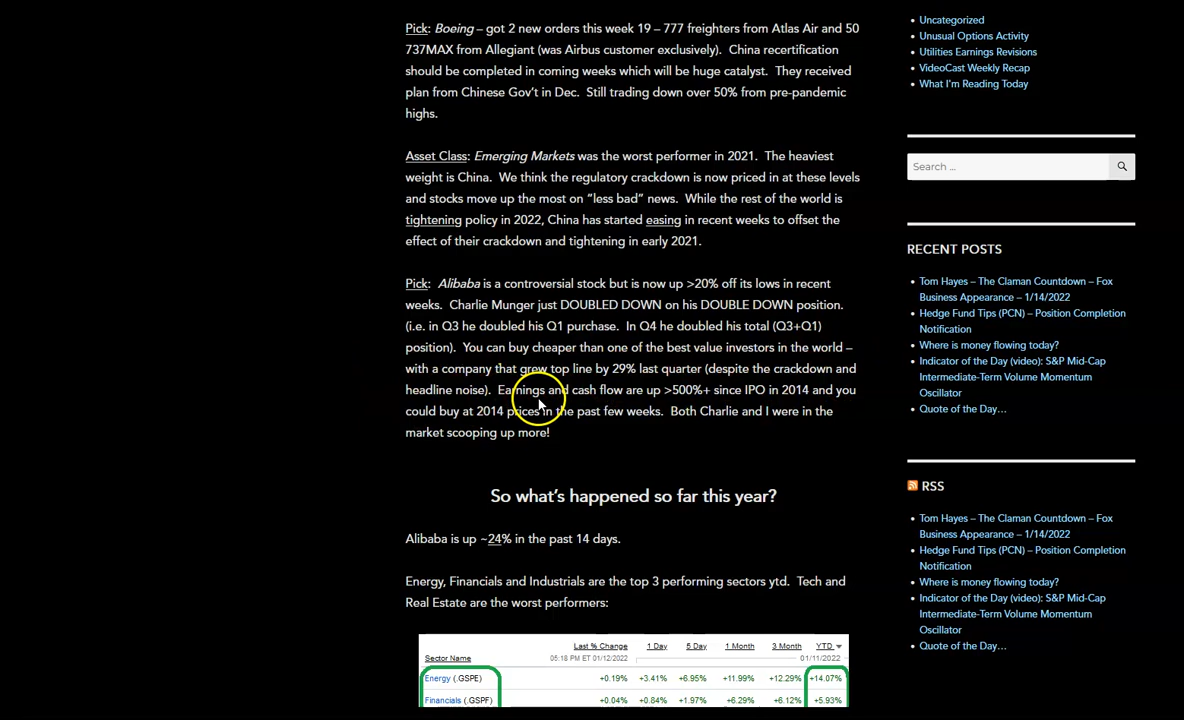 Pick: Boeing – got 2 new orders this week 19 – 777 freighters from Atlas Air and 50
737MAX from Allegiant (was Airbus customer exclusively). China recertification
should be completed in coming weeks which will be huge catalyst. They received
plan from Chinese Gov't in Dec. Still trading down over 50% from pre-pandemic
highs.
Asset Class: Emerging Markets was the worst performer in 2021. The heaviest
weight is China. We think the regulatory crackdown is now priced in at these levels
and stocks move up the most on "less bad" news. While the rest of the world is
tightening policy in 2022, China has started easing in recent weeks to offset the
effect of their crackdown and tightening in early 2021.
Pick: Alibaba is a controversial stock but is now up >20% off its lows in recent
weeks. Charlie Munger just DOUBLED DOWN on his DOUBLE DOWN position.
(i.e. in Q3 he doubled his Q1 purchase. In Q4 he doubled his total (Q3+Q1)
position). You can buy cheaper than one of the best value investors in the world –
with a company that grew top line by 29% last quarter (despite the crackdown and
headline noise). Earnings and cash flow are up >500%+ since IPO in 2014 and you
could buy at 2014 prices in the past few weeks. Both Charlie and I were in the
market scooping up more!
So what's happened so far this year?
Alibaba is up ~24% in the past 14 days.
Energy, Financials and Industrials are the top 3 performing sectors ytd. Tech and
Real Estate are the worst performers:
Last % Change 1 Day 5 Day 1 Month 3 Month YTD
Sector Name 05:18 PM ET 01/12/2022 01/11/2022
Energy (.GSPE) +0.19% +3.41% +6.95% +11.99% +12.29% +14.07%
Financials (.GSPF) +0.04% +0.84% +1.97% +6.29% +6.12% +5.93%
Uncategorized
Unusual Options Activity
Utilities Earnings Revisions
VideoCast Weekly Recap
What I'm Reading Today
Search ...
RECENT POSTS
Tom Hayes – The Claman Countdown – Fox
Business Appearance – 1/14/2022
Hedge Fund Tips (PCN) – Position Completion
Notification
Where is money flowing today?
Indicator of the Day (video): S&P Mid-Cap
Intermediate-Term Volume Momentum
Oscillator
Quote of the Day…
RSS
Tom Hayes – The Claman Countdown – Fox
Business Appearance – 1/14/2022
Hedge Fund Tips (PCN) – Position Completion
Notification
Where is money flowing today?
Indicator of the Day (video): S&P Mid-Cap
Intermediate-Term Volume Momentum
Oscillator
Quote of the Day…